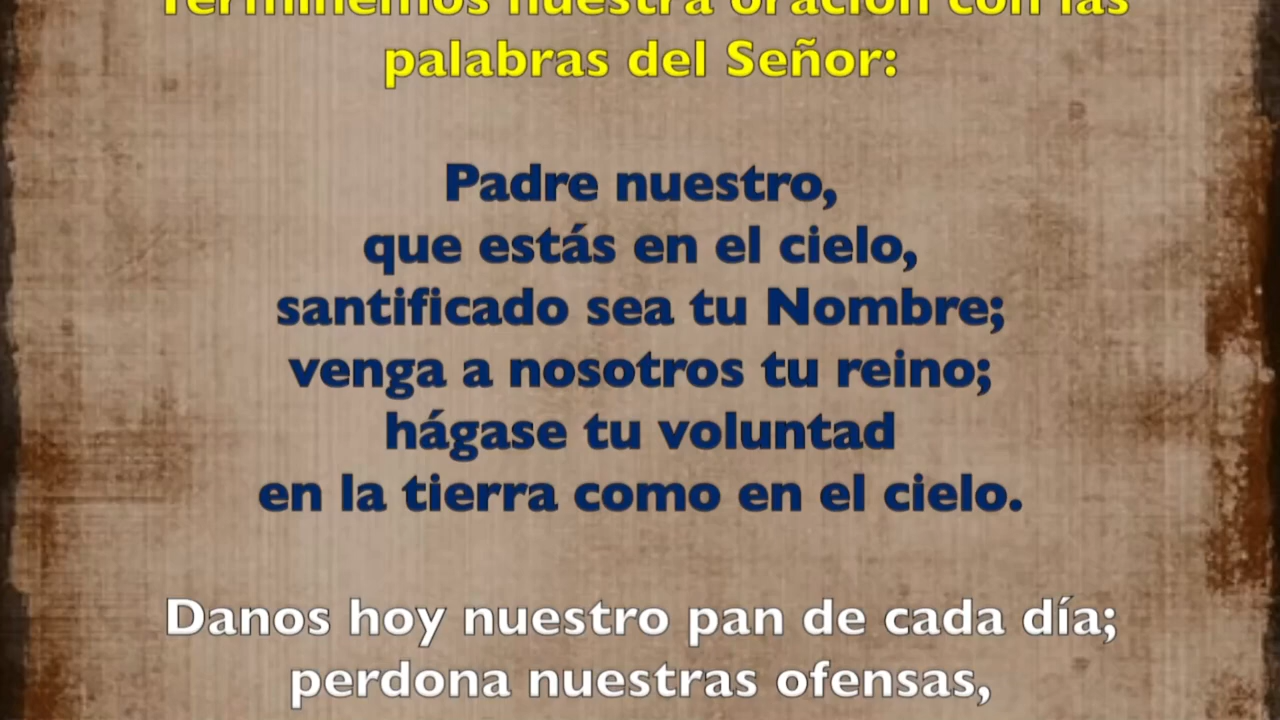 Terminemos nuestra oración con las
palabras del Señor:
Padre nuestro,
que estás en el cielo,
santificado sea tu Nombre;
venga a nosotros tu reino;
hágase tu voluntad
en la tierra como en el cielo.
Danos hoy nuestro pan de cada día;
perdona nuestras ofensas,